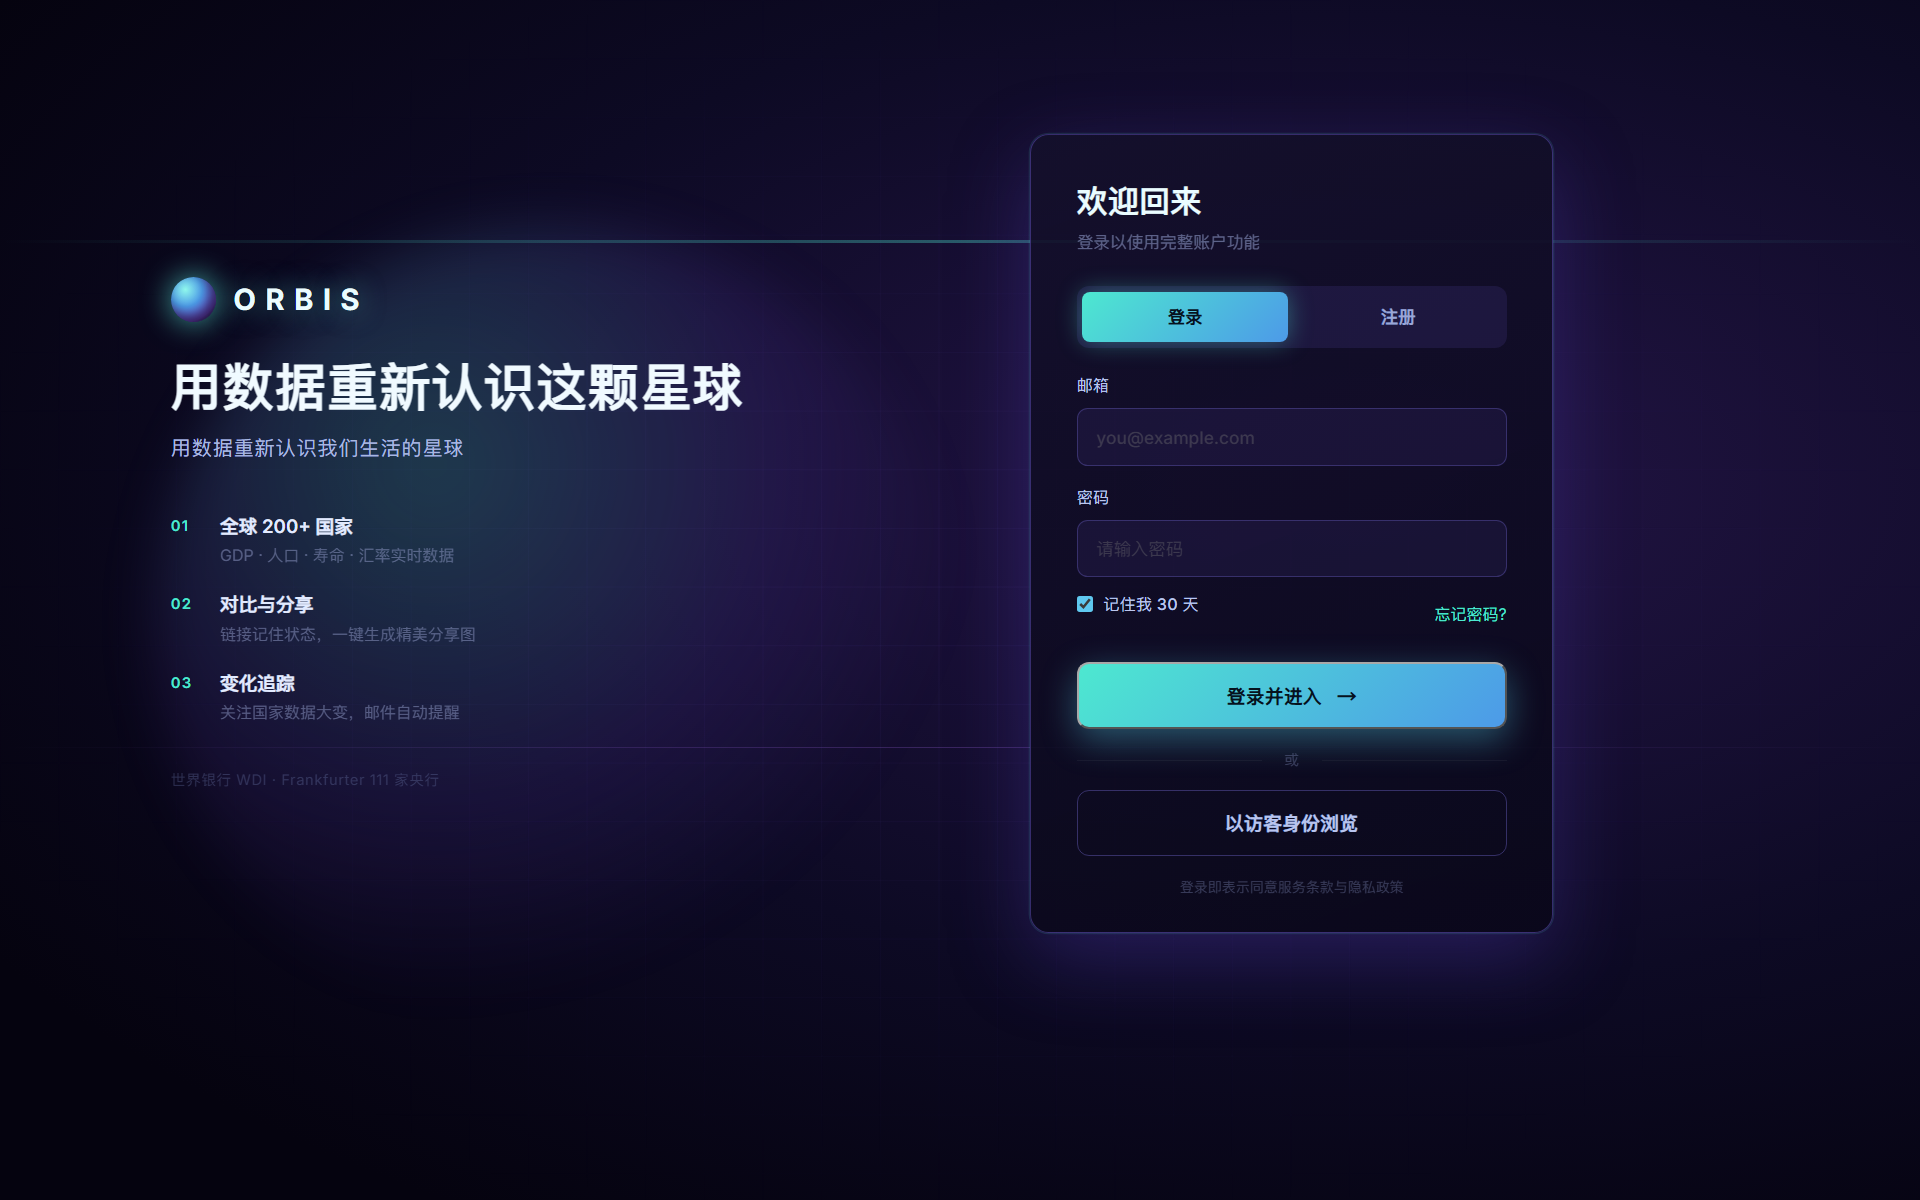 ORBIS
用数据重新认识这颗星球
用数据重新认识我们生活的星球
01 全球 200+ 国家
GDP · 人口 · 寿命 · 汇率实时数据
02 对比与分享
链接记住状态，一键生成精美分享图
03 变化追踪
关注国家数据大变，邮件自动提醒
世界银行 WDI · Frankfurter 111 家央行
欢迎回来
登录以使用完整账户功能
登录 注册
邮箱
you@example.com
密码
请输入密码
记住我 30 天 忘记密码?
登录并进入 →
或
以访客身份浏览
登录即表示同意服务条款与隐私政策